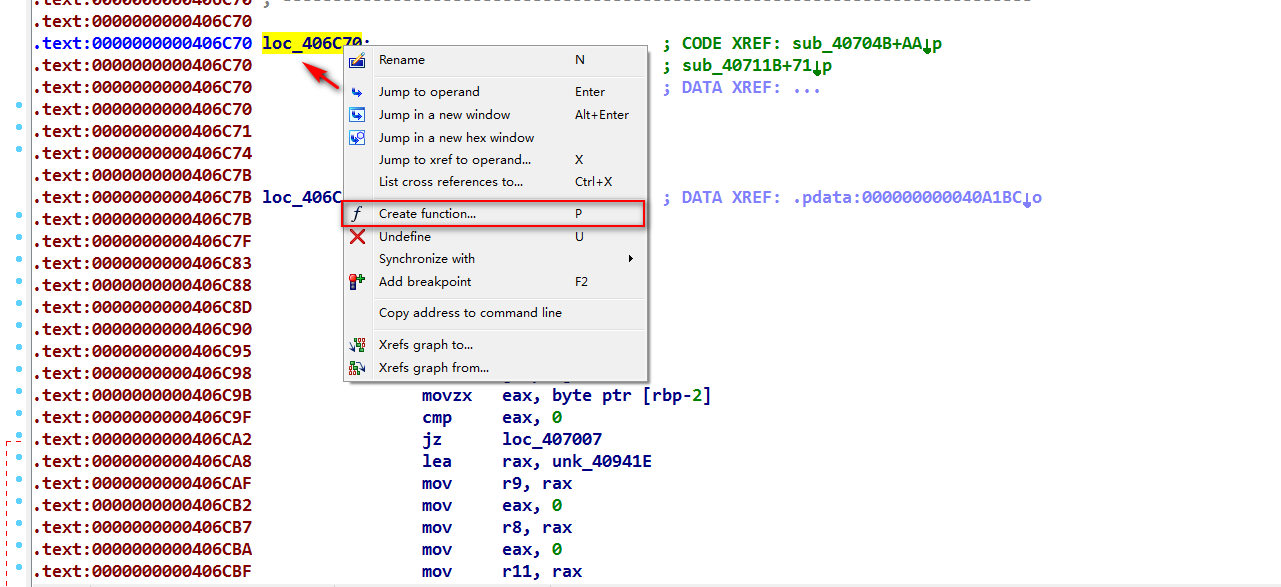 .text:0000000000406C70 ; ---------------------------------------------------------------------------
.text:0000000000406C70
.text:0000000000406C70 loc_406C70: ; CODE XREF: sub_40704B+AA↓p
.text:0000000000406C70 ; sub_40711B+71↓p
.text:0000000000406C70 ; DATA XREF: ...
.text:0000000000406C70
.text:0000000000406C71
.text:0000000000406C74
.text:0000000000406C7B
.text:0000000000406C7B loc_406C ; DATA XREF: .pdata:000000000040A1BC↓o
.text:0000000000406C7B
.text:0000000000406C7F
.text:0000000000406C83
.text:0000000000406C88
.text:0000000000406C8D
.text:0000000000406C90
.text:0000000000406C95
.text:0000000000406C98
.text:0000000000406C9B movzx eax, byte ptr [rbp-2]
.text:0000000000406C9F cmp eax, 0
.text:0000000000406CA2 jz loc_407007
.text:0000000000406CA8 lea rax, unk_40941E
.text:0000000000406CAF mov r9, rax
.text:0000000000406CB2 mov eax, 0
.text:0000000000406CB7 mov r8, rax
.text:0000000000406CBA mov eax, 0
.text:0000000000406CBF mov r11, rax
Rename N
Jump to operand Enter
Jump in a new window Alt+Enter
Jump in a new hex window
Jump to xref to operand... X
List cross references to... Ctrl+X
Create function... P
Undefine U
Synchronize with
Add breakpoint F2
Copy address to command line
Xrefs graph to...
Xrefs graph from...